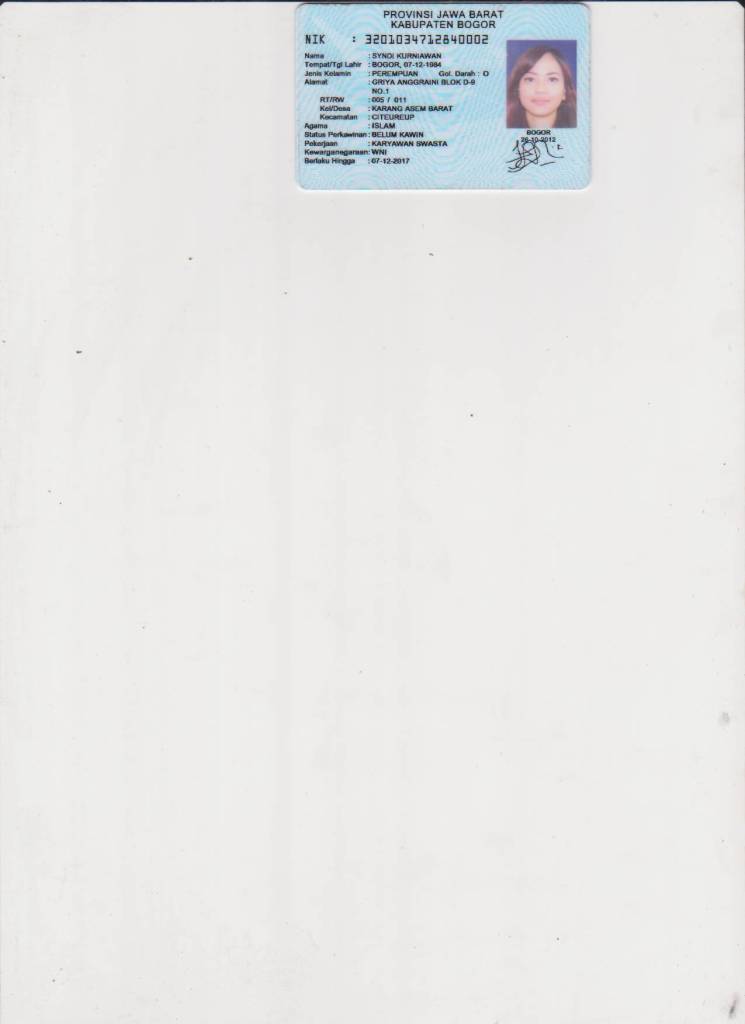 PROVINSI JAWA BARAT
KABUPATEN BOGOR
NIK : 3201034712840002
Nama : SYNDI KURNIAWAN
Tempat/Tgl Lahir : BOGOR, 07-12-1984
Jenis Kelamin : PEREMPUAN Gol. Darah : O
Alamat : GRIYA ANGGRAINI BLOK D-9
NO.1
RT/RW : 005 / 011
Kel/Desa : KARANG ASEM BARAT
Kecamatan : CITEUREUP
Agama : ISLAM
Status Perkawinan: BELUM KAWIN
Pekerjaan : KARYAWAN SWASTA
Kewarganegaraan: WNI
Berlaku Hingga : 07-12-2017
BOGOR
26-10-2012